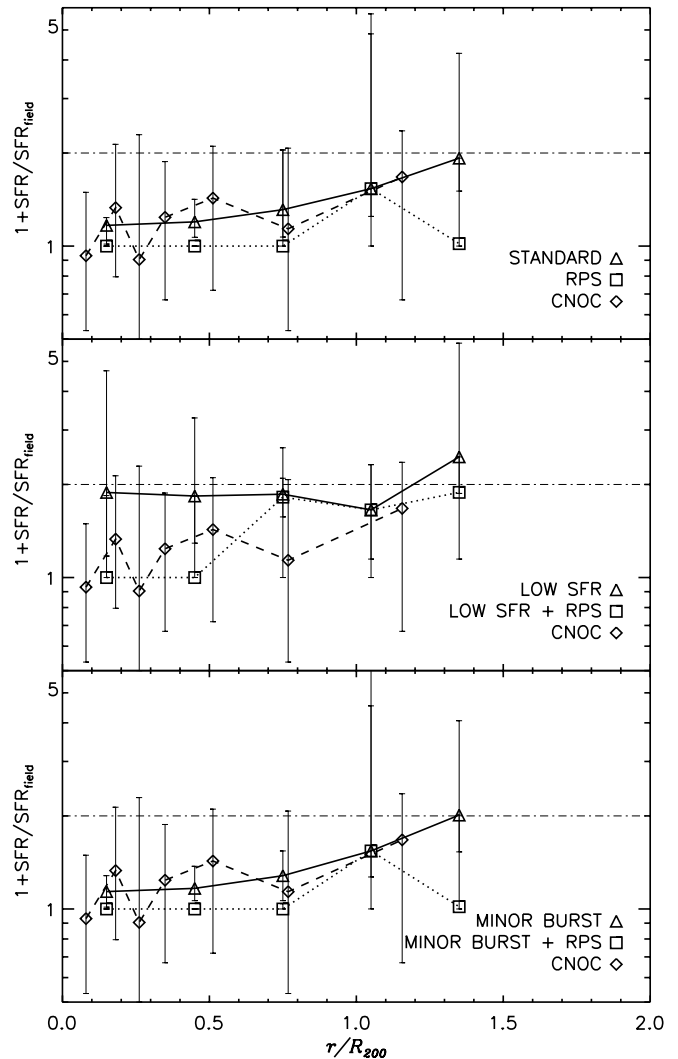 5
1+SFR/SFRfield
1
STANDARD
RPS
CNOC
5
1+SFR/SFRfield
1
LOW SFR
LOW SFR + RPS
CNOC
5
1+SFR/SFRfield
1
MINOR BURST
MINOR BURST + RPS
CNOC
0.0 0.5 1.0 1.5 2.0
r/R200